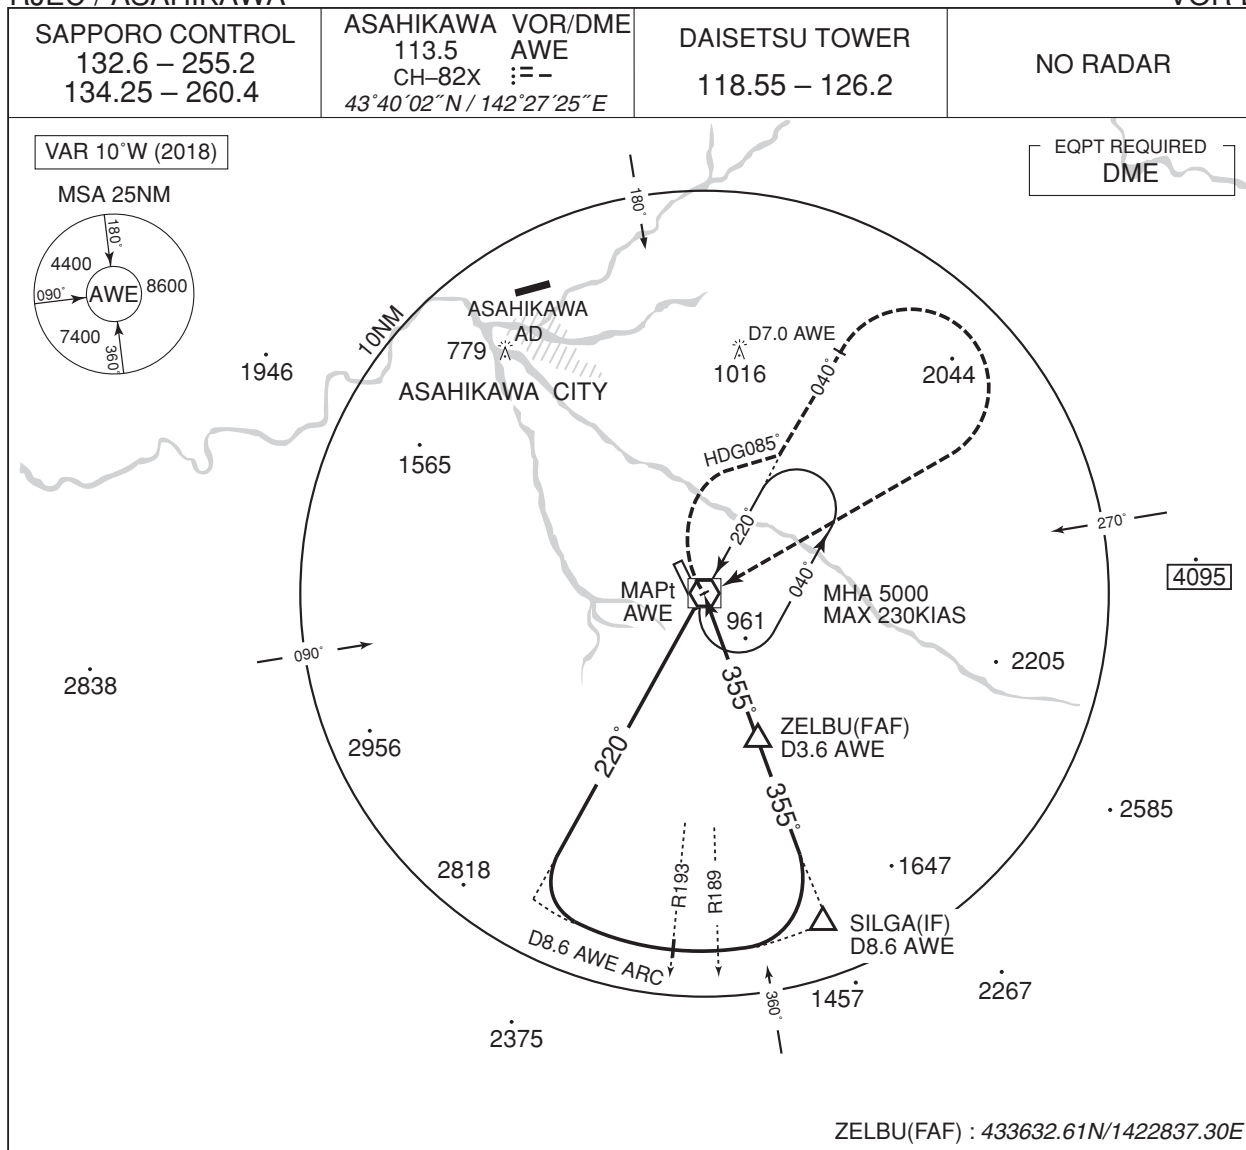 SAPPORO CONTROL
132.6 – 255.2
134.25 – 260.4
ASAHIKAWA VOR/DME
113.5 AWE
CH–82X
43°40´02˝N / 142°27´25˝E
DAISETSU TOWER
118.55 – 126.2
NO RADAR
VAR 10°W (2018)
MSA 25NM
180°
4400
8600
090°
AWE
7400
360°
EQPT REQUIRED
DME
180°
10NM
ASAHIKAWA
AD
779
ASAHIKAWA CITY
1946
1565
D7.0 AWE
1016
040°
2044
HDG085°
220°
040°
270°
4095
MAPt
AWE
961
MHA 5000
MAX 230KIAS
090°
2838
2205
355°
ZELBU(FAF)
D3.6 AWE
220°
2956
355°
2585
2818
R193
R189
1647
SILGA(IF)
D8.6 AWE
D8.6 AWE ARC
360°
1457
2267
2375
ZELBU(FAF) : 433632.61N/1422837.30E